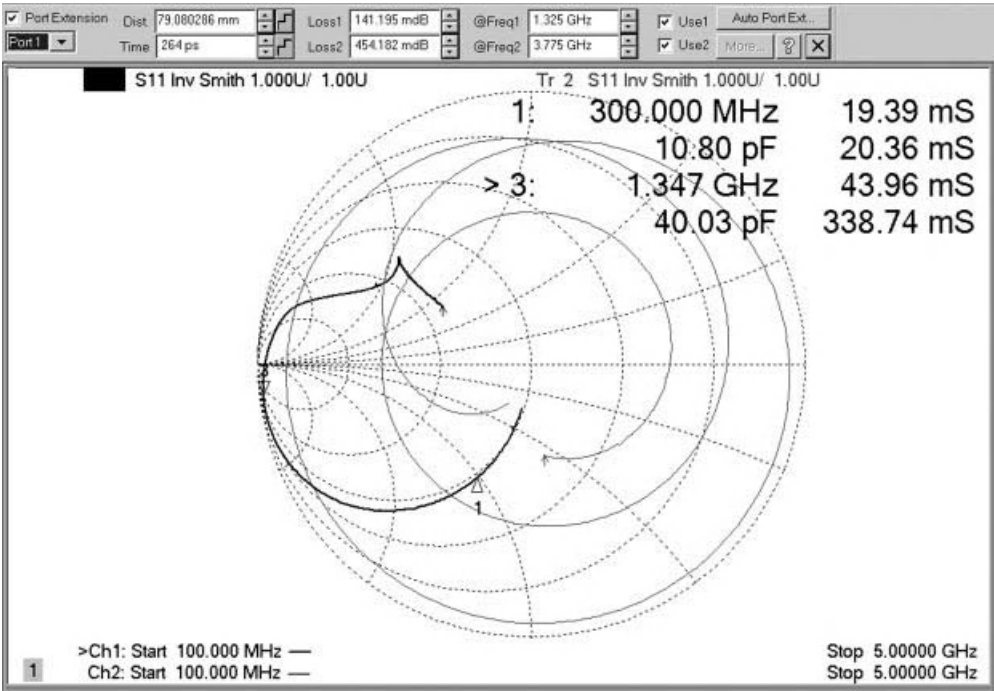 Port Extension Dist 79.080286 mm Loss1 141.195 mdB @Freq1 1.325 GHz Use1 Auto Port Ext...
Port 1 Time 264 ps Loss2 454.182 mdB @Freq2 3.775 GHz Use2 More... ? X
S11 Inv Smith 1.000U/ 1.00U Tr 2 S11 Inv Smith 1.000U/ 1.00U
1: 300.000 MHz 19.39 mS
10.80 pF 20.36 mS
> 3: 1.347 GHz 43.96 mS
40.03 pF 338.74 mS
1
>Ch1: Start 100.000 MHz — Stop 5.00000 GHz
1 Ch2: Start 100.000 MHz — Stop 5.00000 GHz